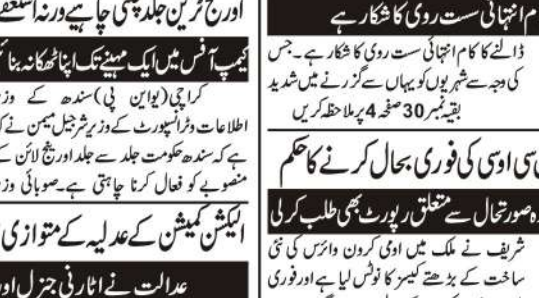 اورنج ٹرین جلد چلنی چاہیے ورنہ استعفے
کیمپ آفس میں ایک مہینے تک اپنا ٹھکانہ بنا
کراچی (یو این پی) سندھ کے وز
اطلاعات وٹرانسپورٹ کے وزیر شرجیل میمن نے ک
ہے کہ سندھ حکومت جلد سے جلد اورینج لائن کے
منصوبے کو فعال کرنا چاہتی ہے۔صوبائی وز
الیکشن کمیشن کے عدلیہ کے متوازی
عدالت نے اٹارنی جنرل اور
م انتہائی سست روی کا شکار ہے
ڈالنے کا کام انتہائی سست روی کا شکار ہے۔جس
کی وجہ سے شہریوں کو یہاں سے گزرنے میں شدید
بقیہ نمبر 30 صفحہ 4 پر ملاحظہ کریں
سی او سی کی فوری بحال کرنے کا حکم
ہ صورتحال سے متعلق رپورٹ بھی طلب کرلی
شریف نے ملک میں اومی کرون وائرس کی نئی
ساخت کے بڑھتے کیسز کا نوٹس لیا ہے اور فوری